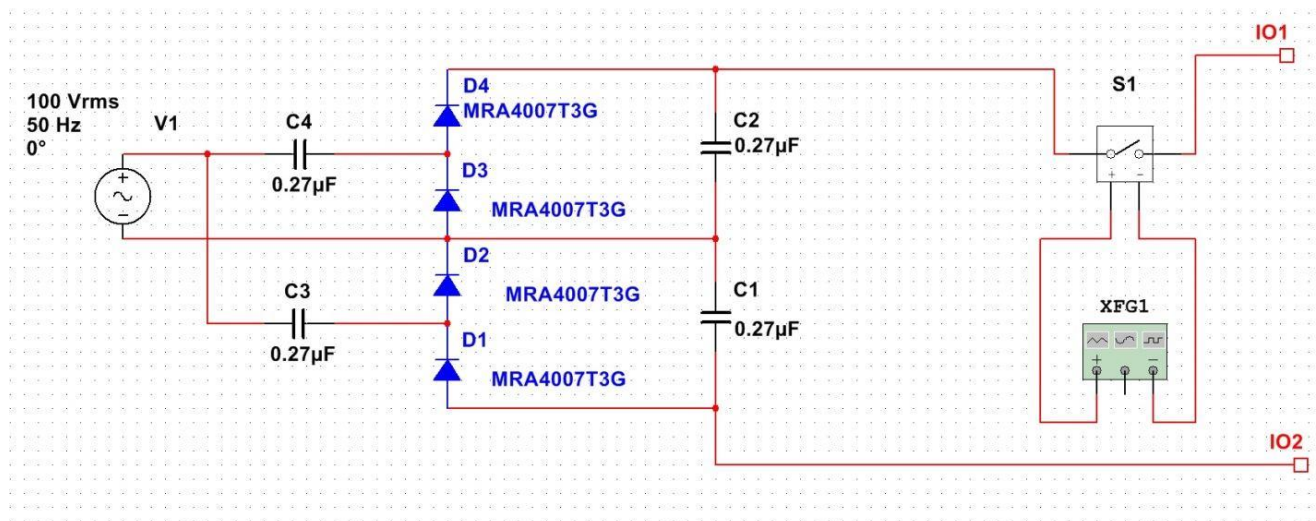 IO1
D4
MRA4007T3G
S1
100 Vrms
50 Hz
0°
V1
C4
C2
0.27µF
0.27µF
D3
MRA4007T3G
+
−
+
−
D2
MRA4007T3G
C3
C1
XFG1
0.27µF
0.27µF
D1
MRA4007T3G
+
−
IO2